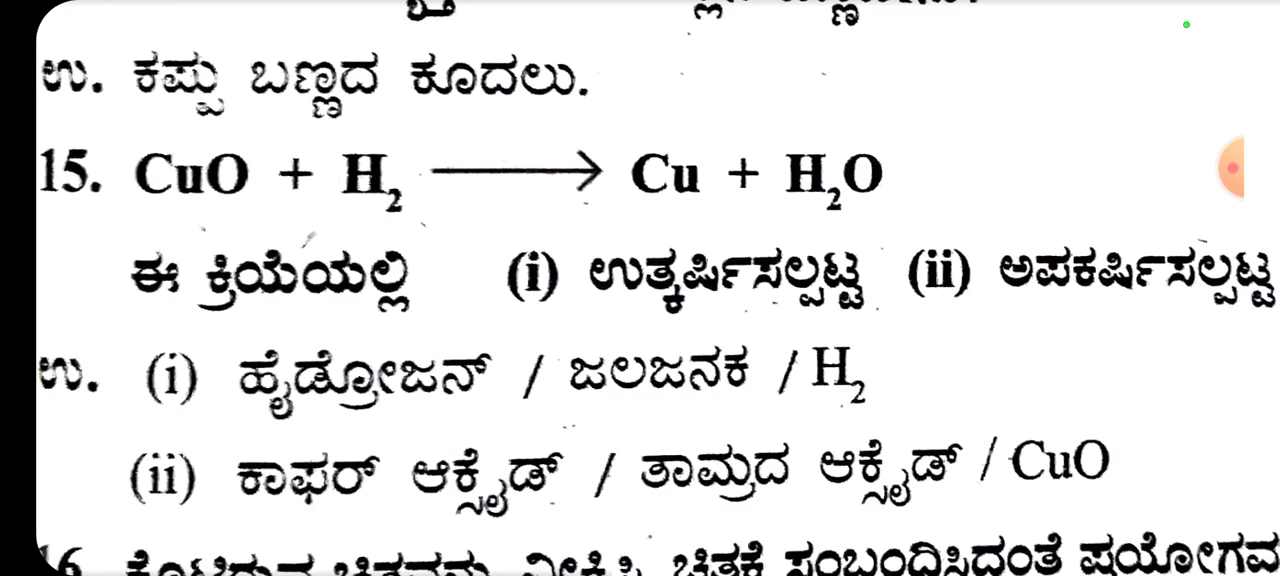 ಉ. ಕಪ್ಪು ಬಣ್ಣದ ಕೂದಲು.
15. CuO + H₂ ⟶ Cu + H₂O
ಈ ಕ್ರಿಯೆಯಲ್ಲಿ (i) ಉತ್ಕರ್ಷಿಸಲ್ಪಟ್ಟ (ii) ಅಪಕರ್ಷಿಸಲ್ಪಟ್ಟ
ಉ. (i) ಹೈಡ್ರೋಜನ್ / ಜಲಜನಕ / H₂
(ii) ಕಾಫರ್ ಆಕ್ಸೈಡ್ / ತಾಮ್ರದ ಆಕ್ಸೈಡ್ / CuO